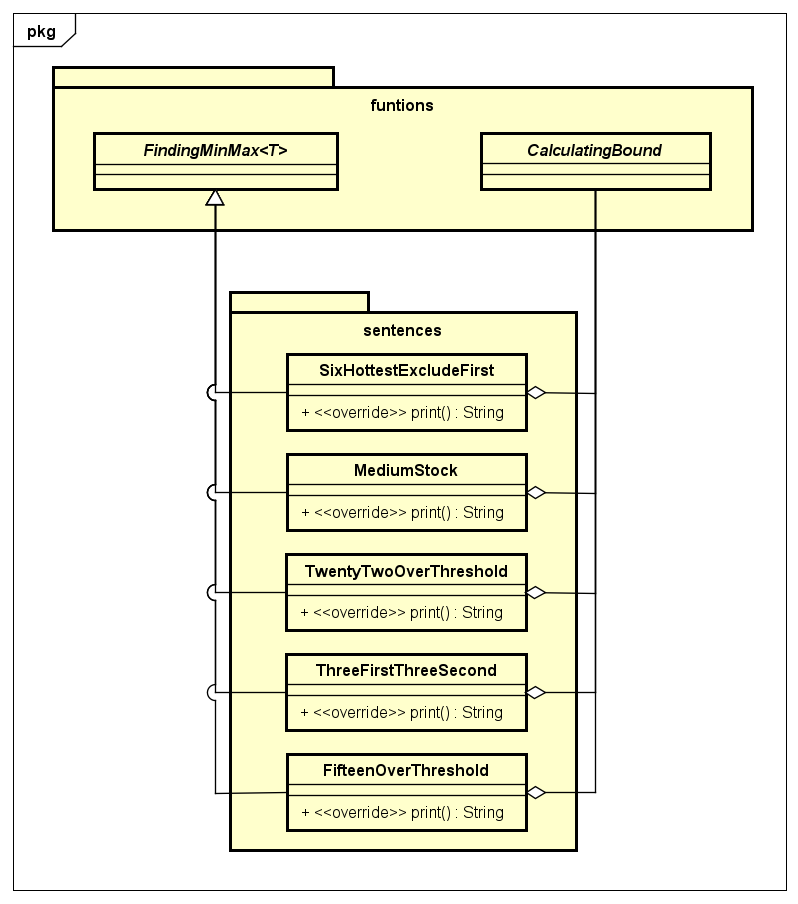 pkg
funtions
FindingMinMax<T>
CalculatingBound
sentences
SixHottestExcludeFirst
+ <<override>> print() : String
MediumStock
+ <<override>> print() : String
TwentyTwoOverThreshold
+ <<override>> print() : String
ThreeFirstThreeSecond
+ <<override>> print() : String
FifteenOverThreshold
+ <<override>> print() : String